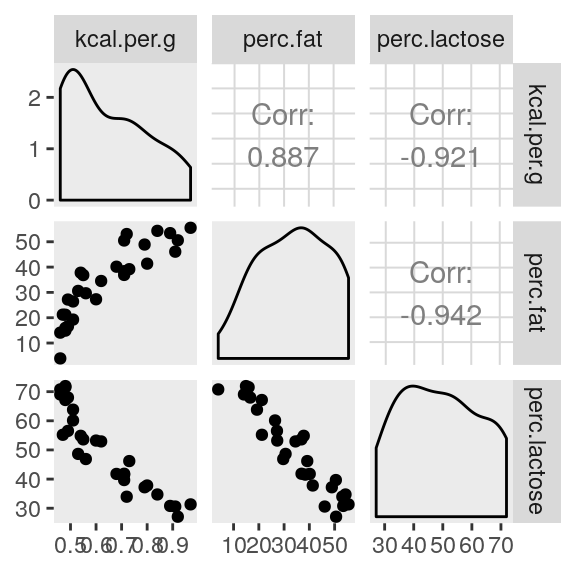 kcal.per.g perc.fat perc.lactose
2
1
0
Corr:
0.887
Corr:
-0.921
kcal.per.g
50
40
30
20
10
Corr:
-0.942
perc.fat
70
60
50
40
30
perc.lactose
0.5 0.6 0.7 0.8 0.9 10 20 30 40 50 30 40 50 60 70